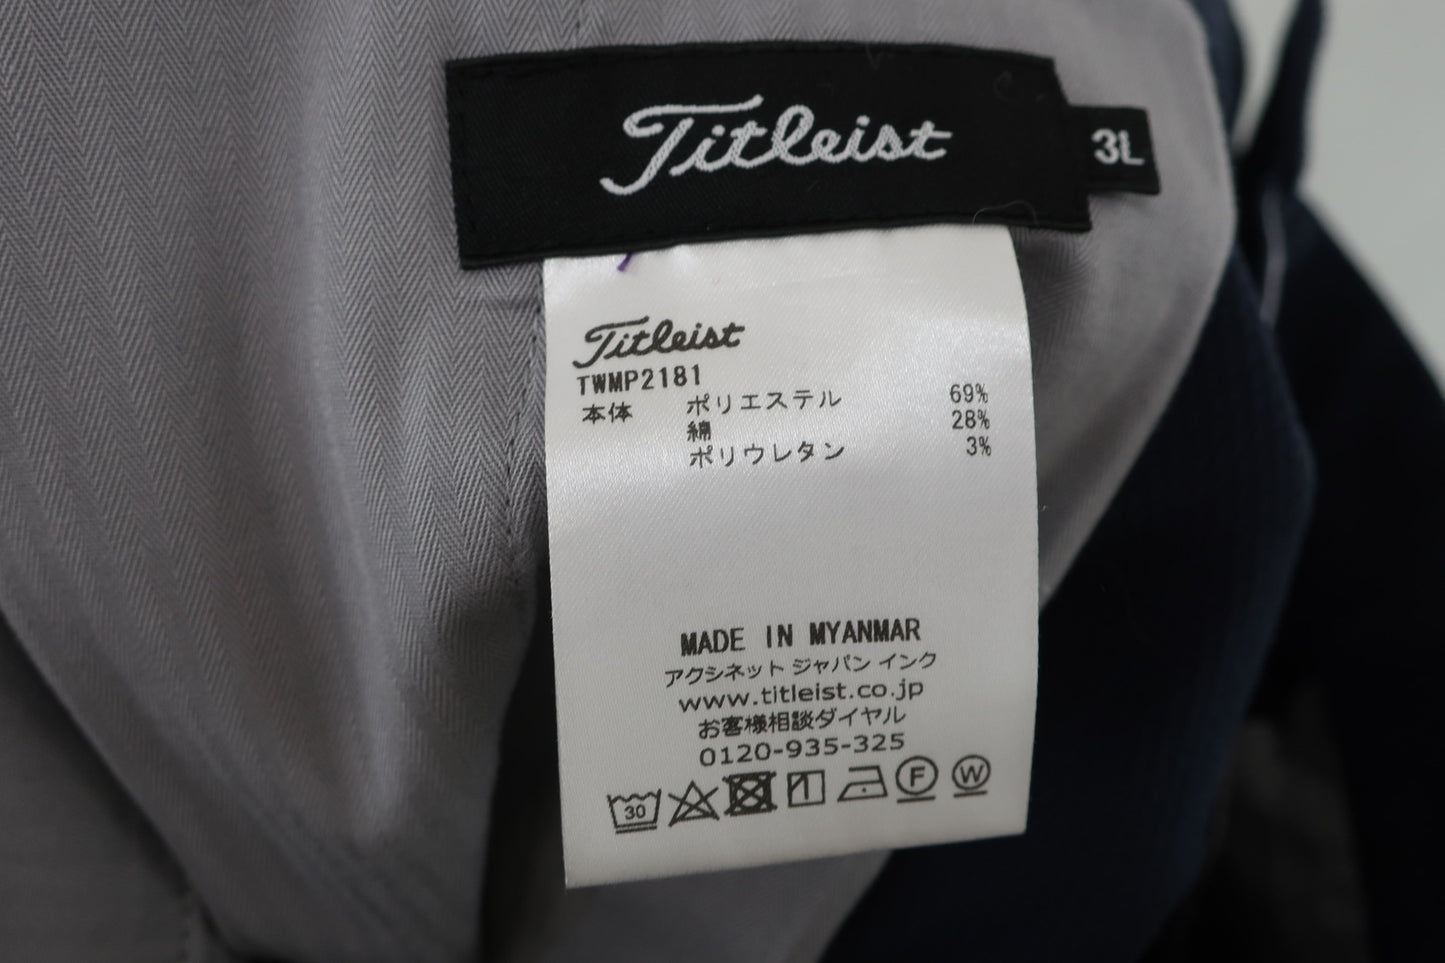 Titleist
3L
Titleist
TWMP2181
本体 ポリエステル 69%
綿 28%
ポリウレタン 3%
MADE IN MYANMAR
アクシネット ジャパン インク
www.titleist.co.jp
お客様相談ダイヤル
0120-935-325
30 F W